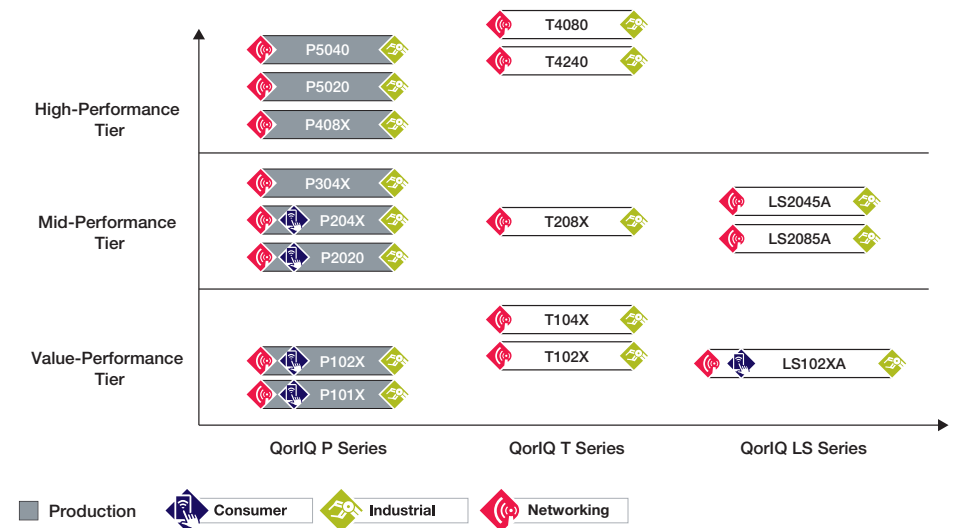 T4080
P5040
T4240
P5020
High-Performance
Tier
P408X
P304X
LS2045A
Mid-Performance
Tier
P204X
T208X
LS2085A
P2020
T104X
Value-Performance
Tier
P102X
T102X
LS102XA
P101X
QorIQ P Series
QorIQ T Series
QorIQ LS Series
Production
Consumer
Industrial
Networking